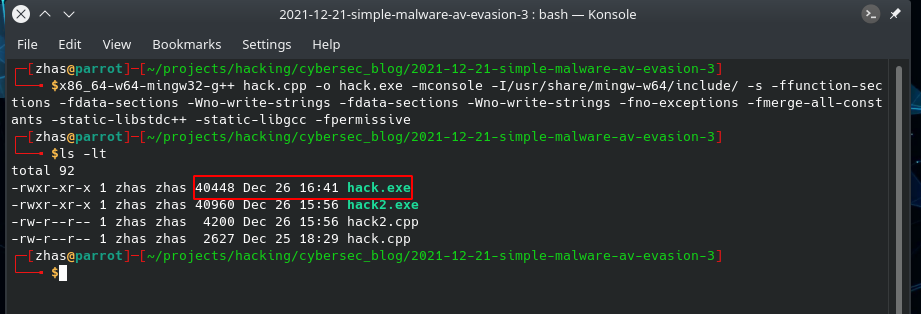 2021-12-21-simple-malware-av-evasion-3 : bash — Konsole
File Edit View Bookmarks Settings Help
┌─[zhas@parrot]─[~/projects/hacking/cybersec_blog/2021-12-21-simple-malware-av-evasion-3]
└──╼ $x86_64-w64-mingw32-g++ hack.cpp -o hack.exe -mconsole -I/usr/share/mingw-w64/include/ -s -ffunction-sec
tions -fdata-sections -Wno-write-strings -fdata-sections -Wno-write-strings -fno-exceptions -fmerge-all-const
ants -static-libstdc++ -static-libgcc -fpermissive
┌─[zhas@parrot]─[~/projects/hacking/cybersec_blog/2021-12-21-simple-malware-av-evasion-3]
└──╼ $ls -lt
total 92
-rwxr-xr-x 1 zhas zhas 40448 Dec 26 16:41 hack.exe
-rwxr-xr-x 1 zhas zhas 40960 Dec 26 15:56 hack2.exe
-rw-r--r-- 1 zhas zhas  4200 Dec 26 15:56 hack2.cpp
-rw-r--r-- 1 zhas zhas  2627 Dec 25 18:29 hack.cpp
┌─[zhas@parrot]─[~/projects/hacking/cybersec_blog/2021-12-21-simple-malware-av-evasion-3]
└──╼ $